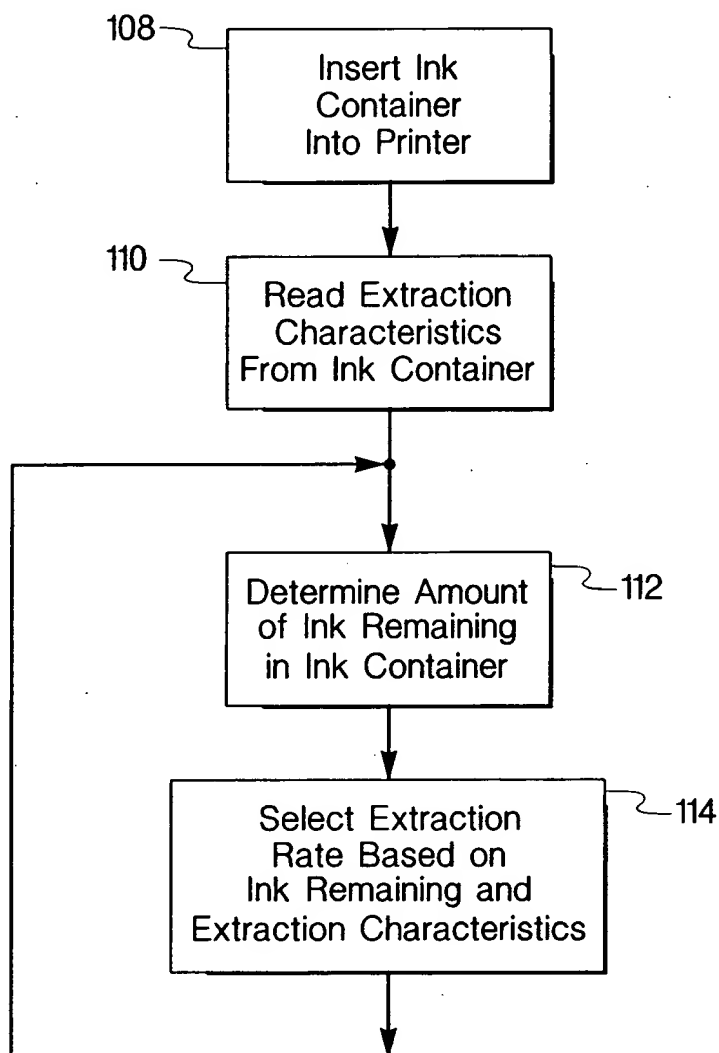 108
Insert Ink
Container
Into Printer
110
Read Extraction
Characteristics
From Ink Container
Determine Amount
of Ink Remaining
in Ink Container
112
Select Extraction
Rate Based on
Ink Remaining and
Extraction Characteristics
114